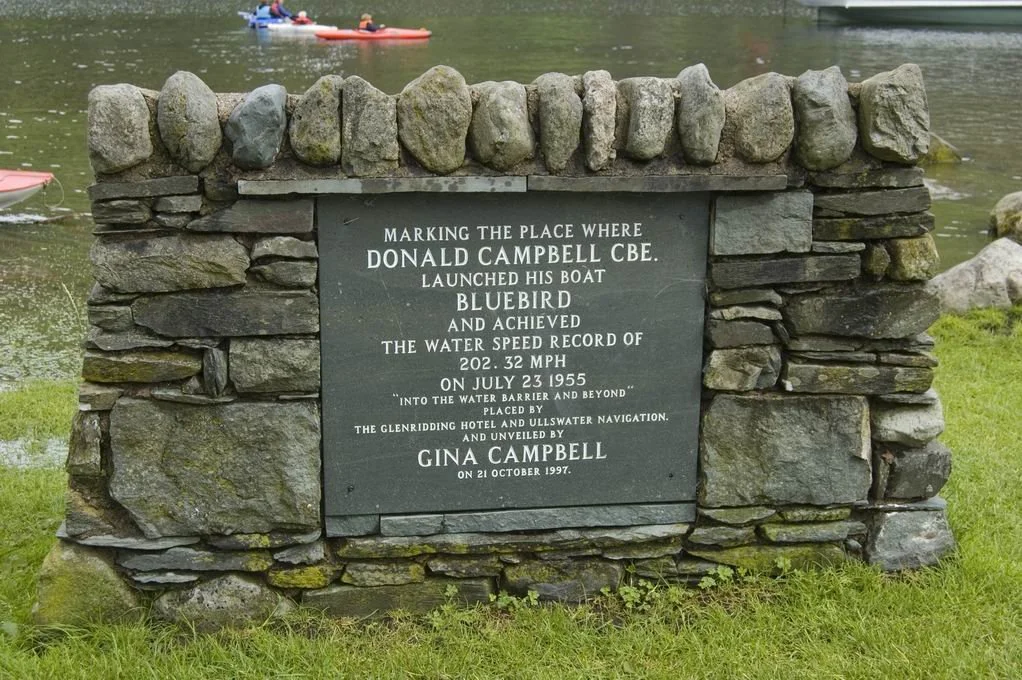 MARKING THE PLACE WHERE
DONALD CAMPBELL CBE.
LAUNCHED HIS BOAT
BLUEBIRD
AND ACHIEVED
THE WATER SPEED RECORD OF
202. 32 MPH
ON JULY 23 1955
"INTO THE WATER BARRIER AND BEYOND"
PLACED BY
THE GLENRIDDING HOTEL AND ULLSWATER NAVIGATION.
AND UNVEILED BY
GINA CAMPBELL
ON 21 OCTOBER 1997.